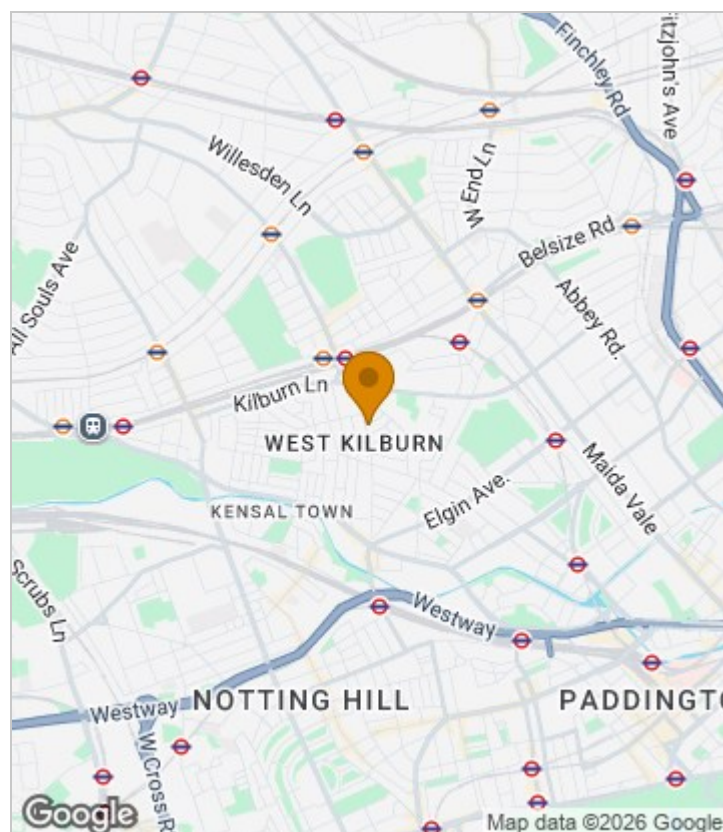 Finchley Rd
itzjohn's Ave
Willesden Ln
W End Ln
Belsize Rd
All Souls Ave
Abbey Rd.
Kilburn Ln
WEST KILBURN
Maida Vale
Elgin Ave.
KENSAL TOWN
Scrubs Ln
Westway
NOTTING HILL
PADDINGTO
Westway
W Cross R
Google
Map data ©2026 Google